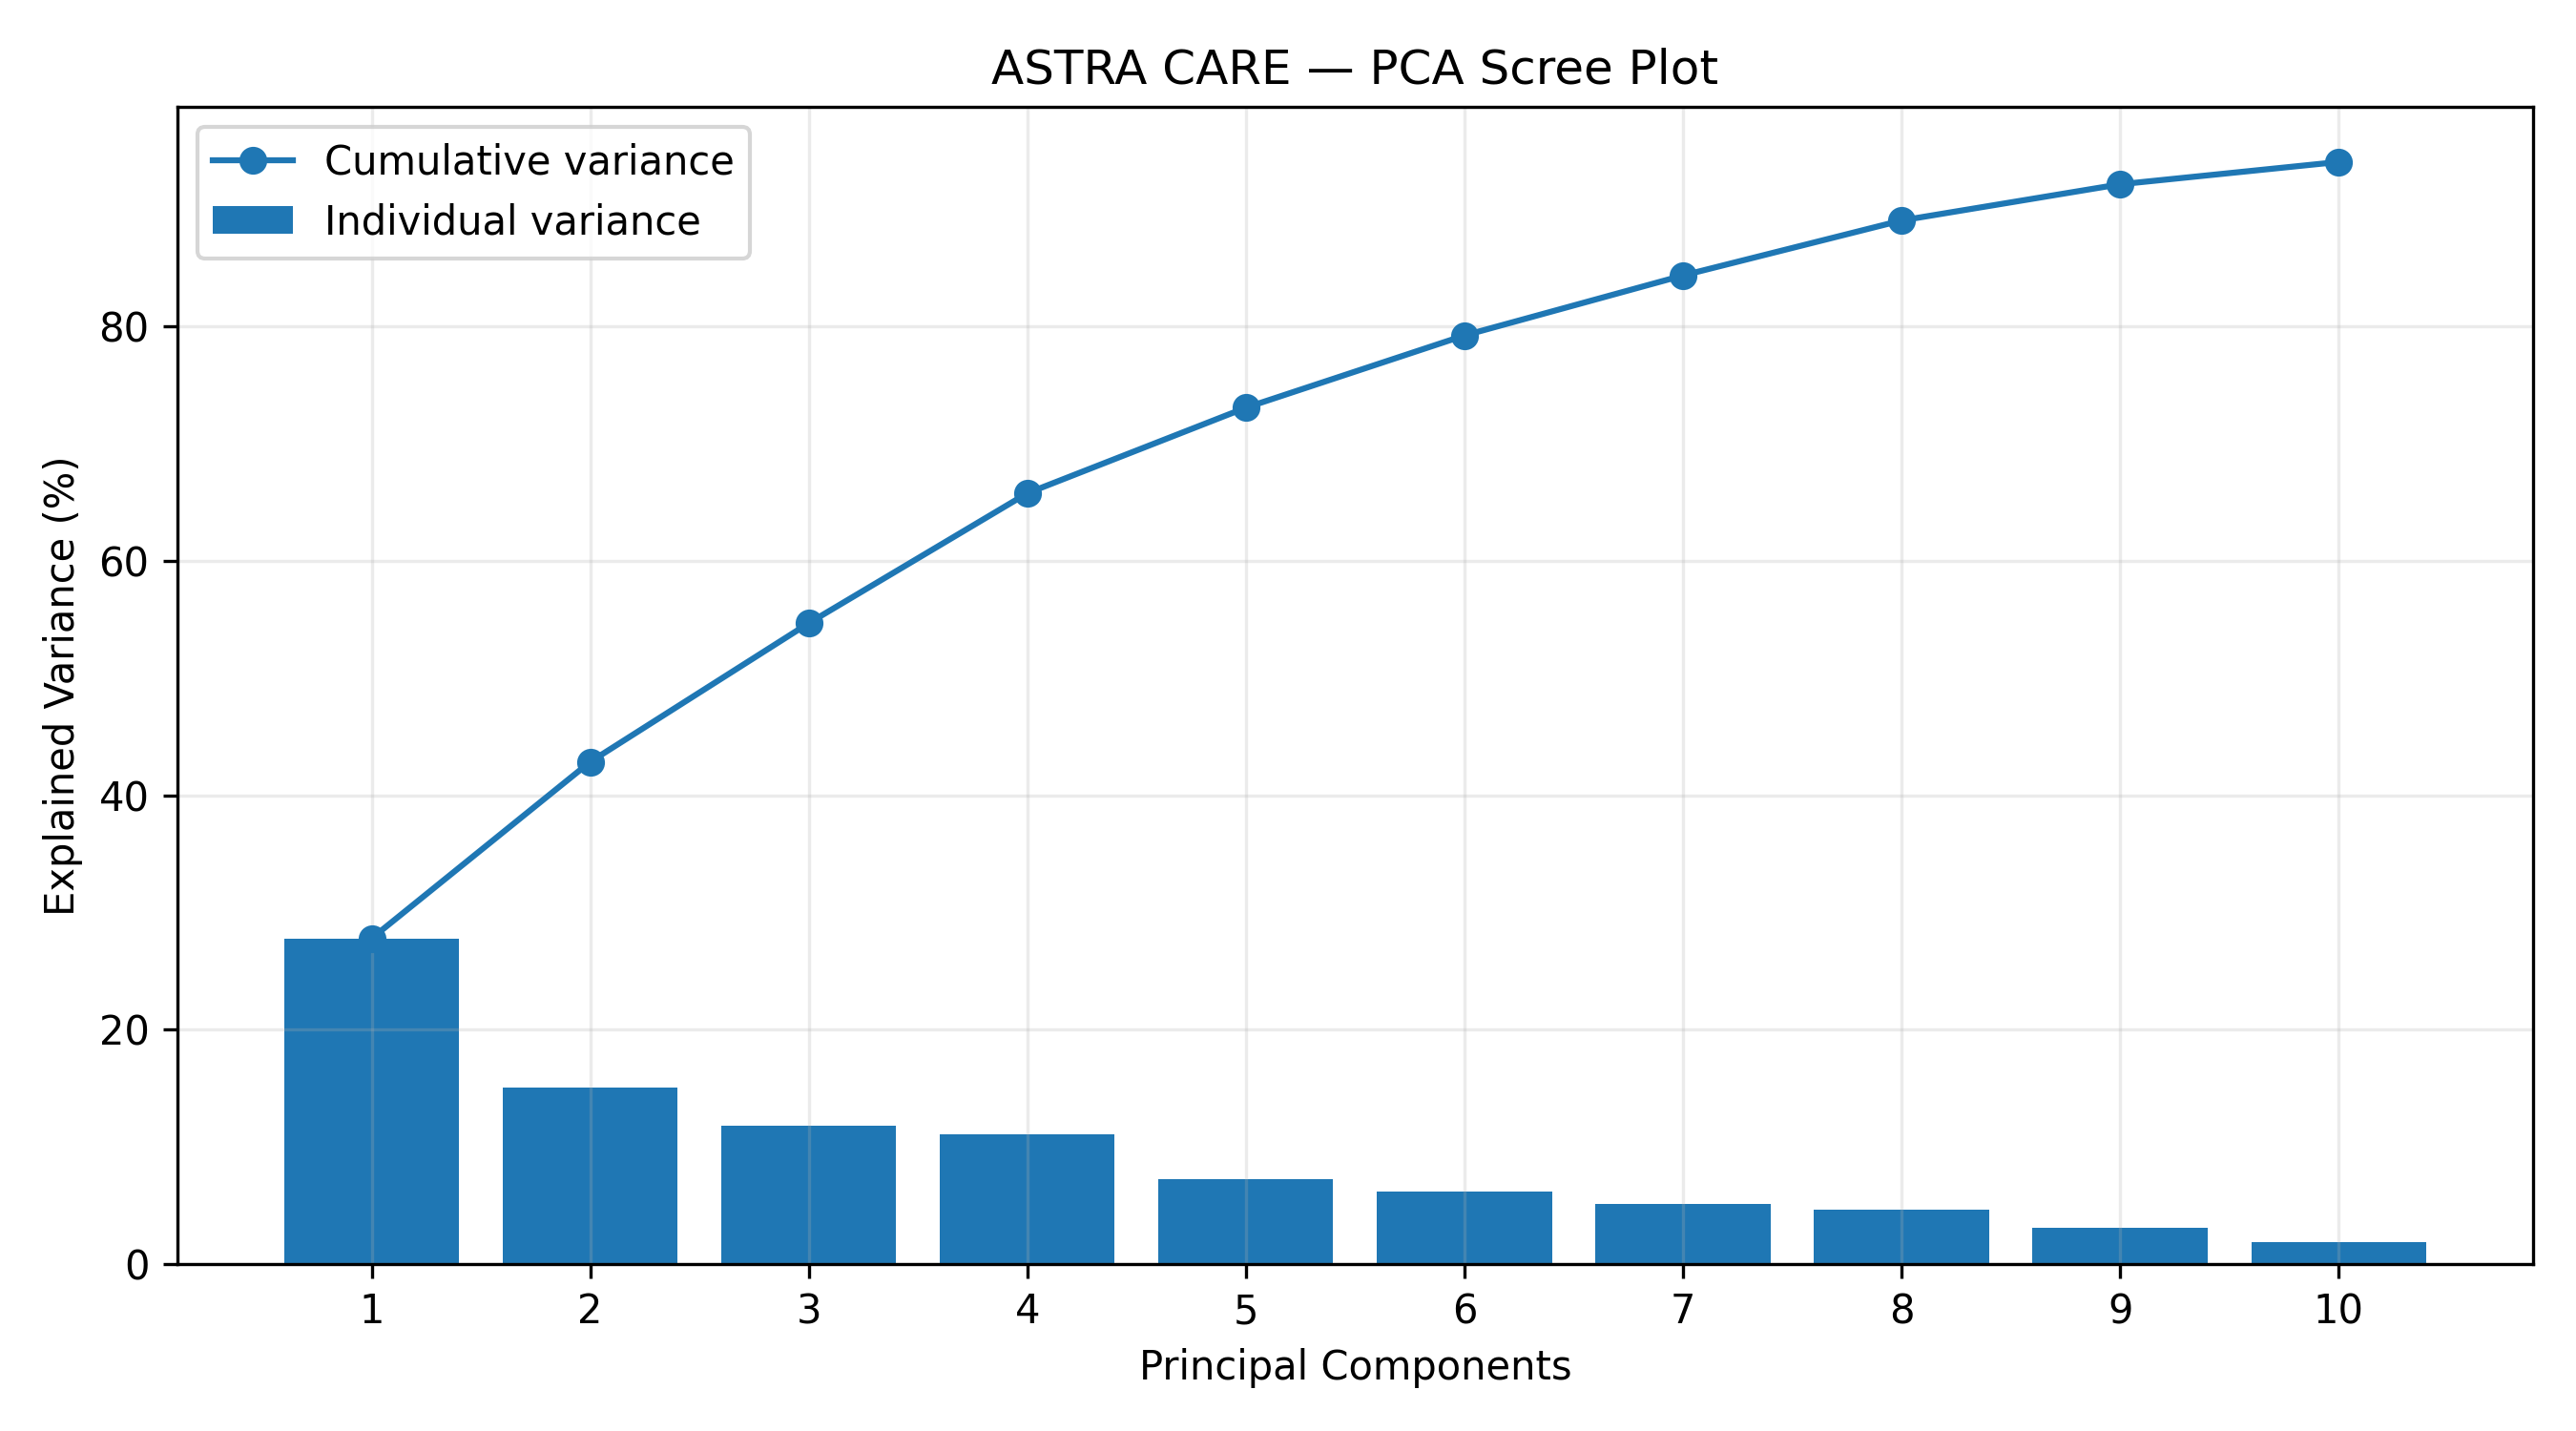 ASTRA CARE — PCA Scree Plot
Cumulative variance
Individual variance
Explained Variance (%)
80
60
40
20
0
1 2 3 4 5 6 7 8 9 10
Principal Components